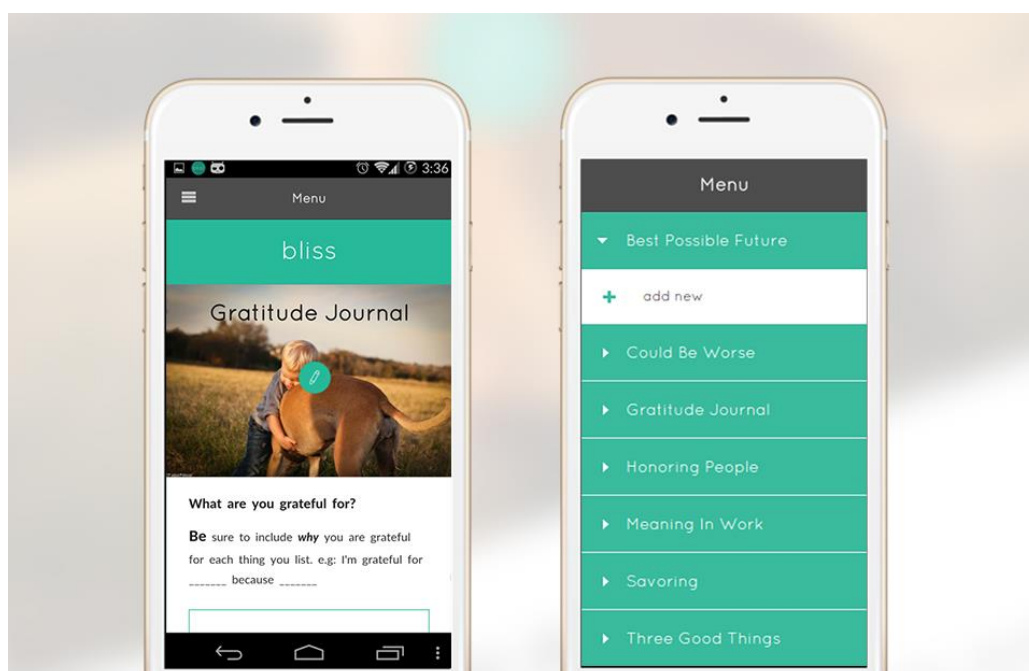 3:36
Menu
bliss
Gratitude Journal
What are you grateful for?
Be sure to include why you are grateful
for each thing you list. e.g: I'm grateful for
_______ because _______
Menu
Best Possible Future
add new
Could Be Worse
Gratitude Journal
Honoring People
Meaning In Work
Savoring
Three Good Things